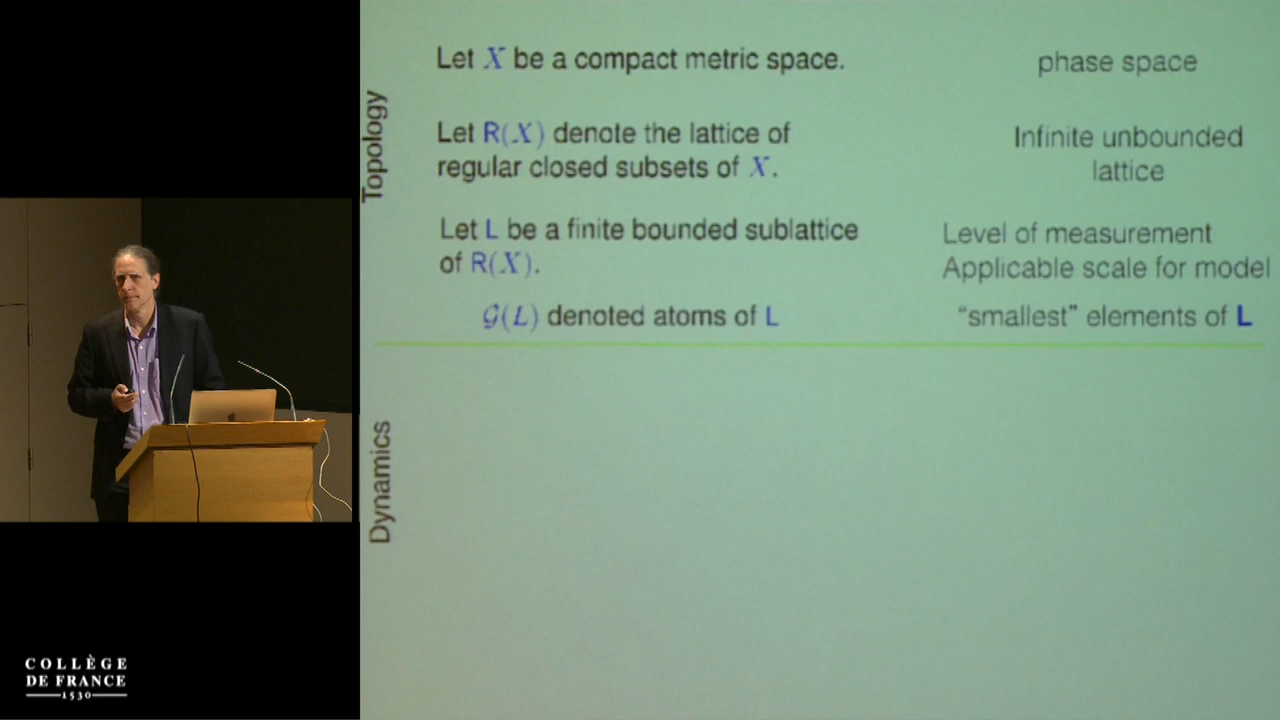 Topology
Let X be a compact metric space.
phase space
Let R(X) denote the lattice of
regular closed subsets of X.
Infinite unbounded
lattice
Let L be a finite bounded sublattice
of R(X).
Level of measurement
Applicable scale for model
G(L) denoted atoms of L
“smallest” elements of L
Dynamics
COLLÈGE
DE FRANCE
1530